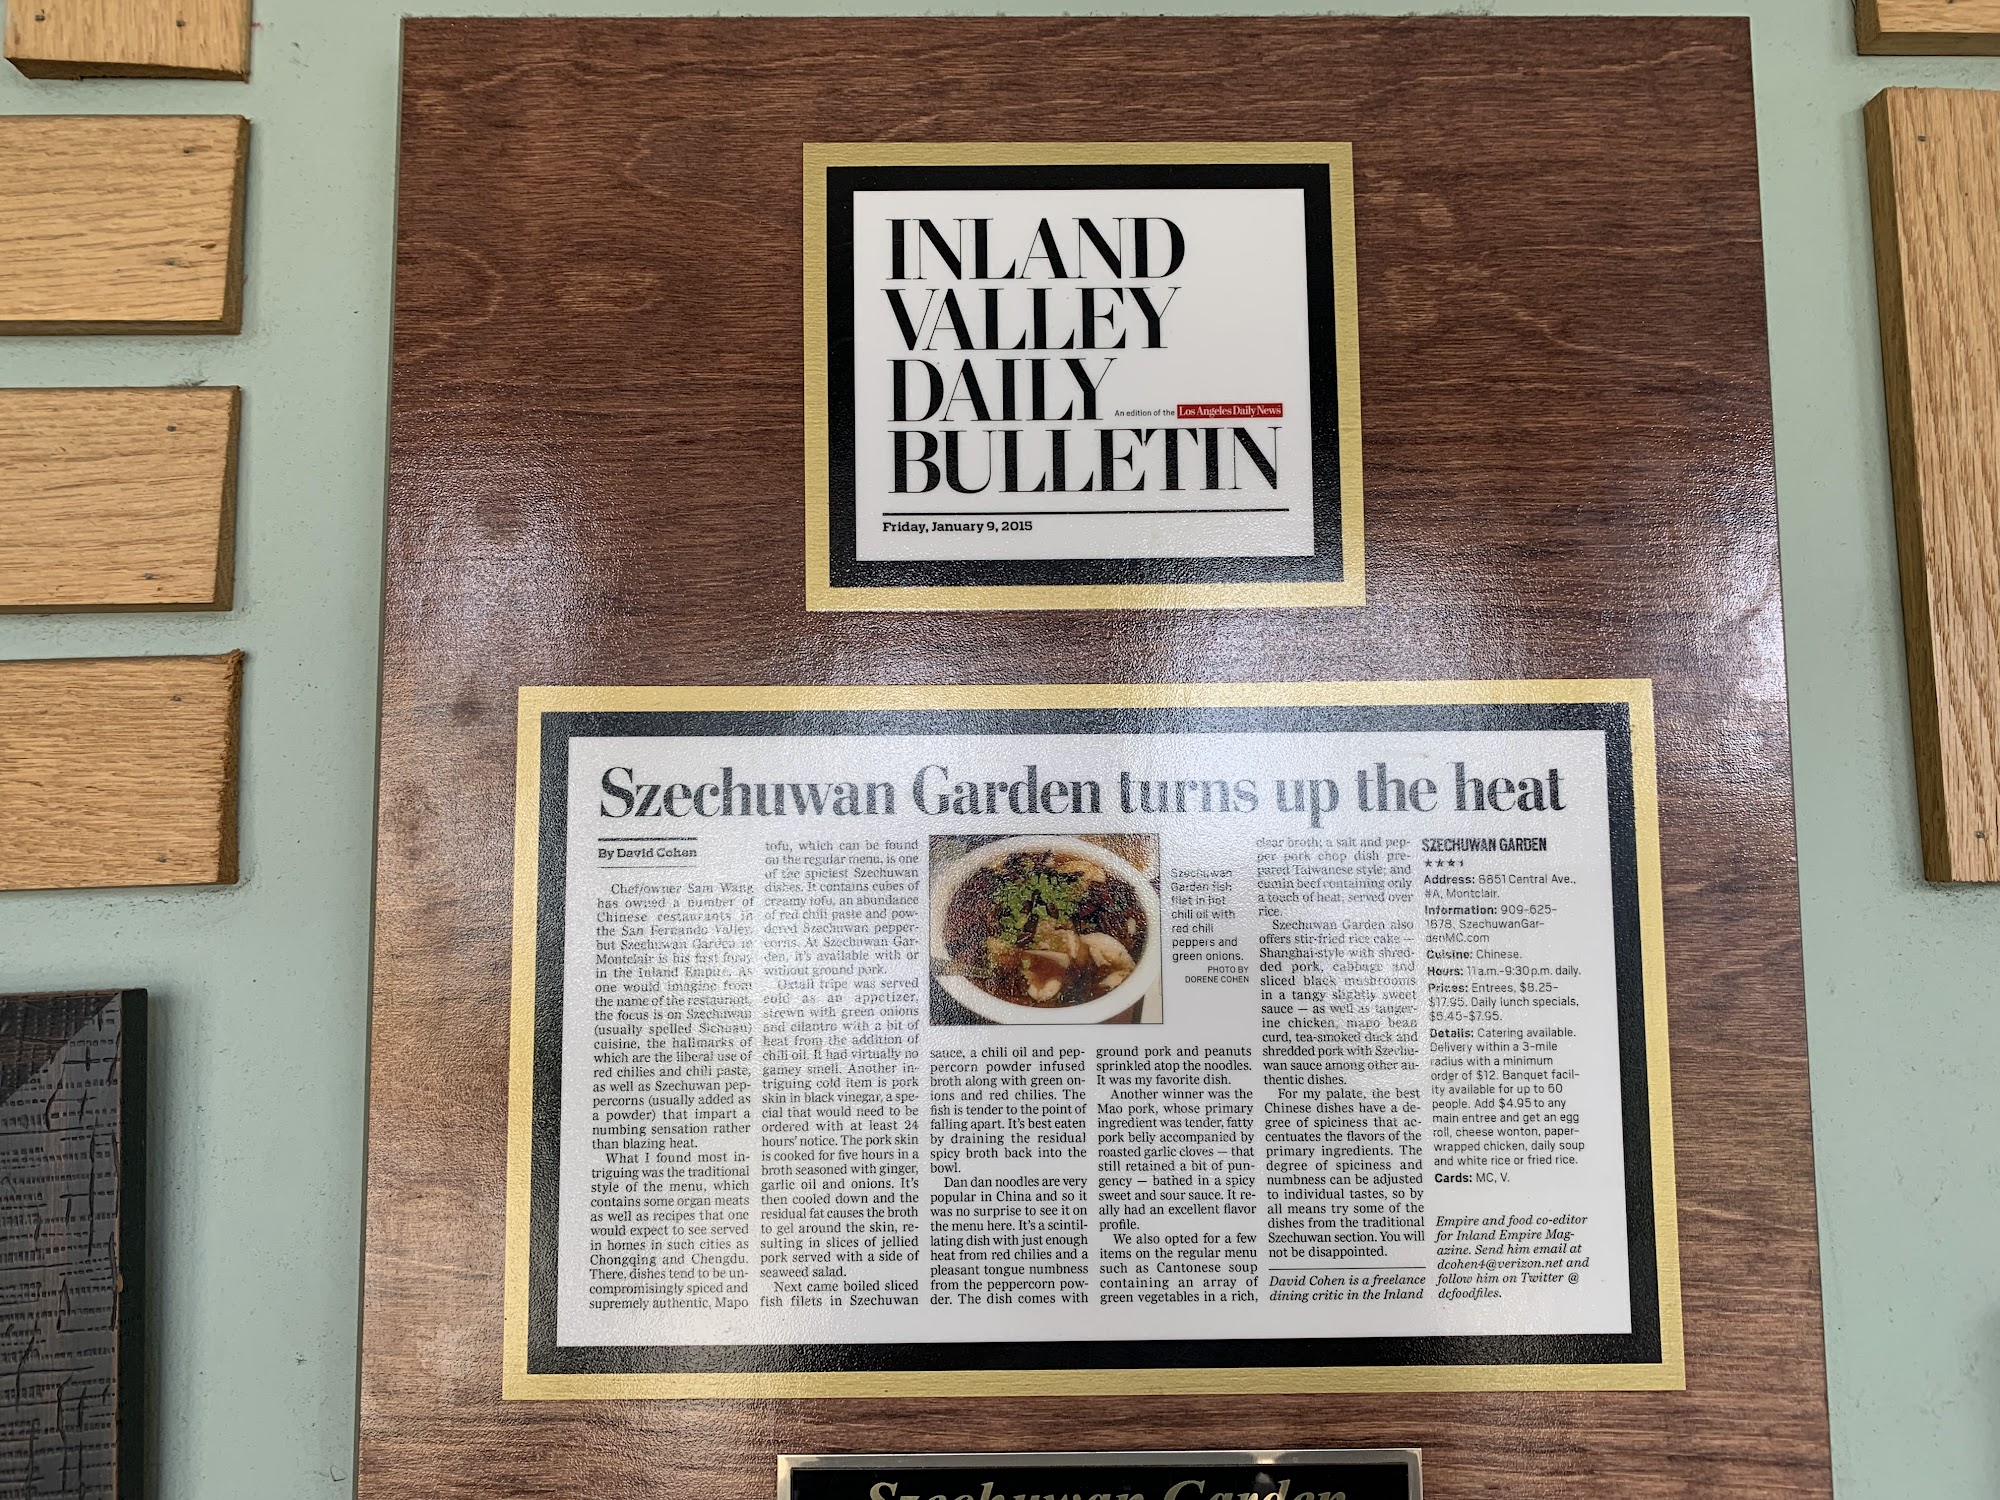 INLAND
VALLEY
DAILY
An edition of the Los Angeles Daily News
BULLETIN
Friday, January 9, 2015
Szechuwan Garden turns up the heat
By David Cohen
Chef/owner Sam Wang
has owned a number of
Chinese restaurants in
the San Fernando Valley,
but Szechuwan Garden in
Montclair is his first foray
in the Inland Empire. As
one would imagine from
the name of the restaurant,
the focus is on Szechuwan
(usually spelled Sichuan)
cuisine, the hallmarks of
which are the liberal use of
red chilies and chili paste,
as well as Szechuwan pep-
percorns (usually added as
a powder) that impart a
numbing sensation rather
than blazing heat.
What I found most in-
triguing was the traditional
style of the menu, which
contains some organ meats
as well as recipes that one
would expect to see served
in homes in such cities as
Chongqing and Chengdu.
There, dishes tend to be un-
compromisingly spiced and
supremely authentic. Mapo
tofu, which can be found
on the regular menu, is one
of the spiciest Szechuwan
dishes. It contains cubes of
creamy tofu, an abundance
of red chili paste and pow-
dered Szechuwan pepper-
corns. At Szechuwan Gar-
den, it's available with or
without ground pork.
Oxtail tripe was served
cold as an appetizer,
strewn with green onions
and cilantro with a bit of
heat from the addition of
chili oil. It had virtually no
gamey smell. Another in-
triguing cold item is pork
skin in black vinegar, a spe-
cial that would need to be
ordered with at least 24
hours' notice. The pork skin
is cooked for five hours in a
broth seasoned with ginger,
garlic oil and onions. It's
then cooled down and the
residual fat causes the broth
to gel around the skin, re-
sulting in slices of jellied
pork served with a side of
seaweed salad.
Next came boiled sliced
fish filets in Szechuwan
Szechuwan
Garden fish
filet in hot
chili oil with
red chili
peppers and
green onions.
PHOTO BY
DORENE COHEN
sauce, a chili oil and pep-
percorn powder infused
broth along with green on-
ions and red chilies. The
fish is tender to the point of
falling apart. It's best eaten
by draining the residual
spicy broth back into the
bowl.
Dan dan noodles are very
popular in China and so it
was no surprise to see it on
the menu here. It's a scintil-
lating dish with just enough
heat from red chilies and a
pleasant tongue numbness
from the peppercorn pow-
der. The dish comes with
ground pork and peanuts
sprinkled atop the noodles.
It was my favorite dish.
Another winner was the
Mao pork, whose primary
ingredient was tender, fatty
pork belly accompanied by
roasted garlic cloves — that
still retained a bit of pun-
gency — bathed in a spicy
sweet and sour sauce. It re-
ally had an excellent flavor
profile.
We also opted for a few
items on the regular menu
such as Cantonese soup
containing an array of
green vegetables in a rich,
clear broth; a salt and pep-
per pork chop dish pre-
pared Taiwanese style; and
cumin beef containing only
a touch of heat, served over
rice.
Szechuwan Garden also
offers stir-fried rice cake —
Shanghai-style with shred-
ded pork, cabbage and
sliced black mushrooms
in a tangy slightly sweet
sauce — as well as tanger-
ine chicken, mapo bean
curd, tea-smoked duck and
shredded pork with Szechu-
wan sauce among other au-
thentic dishes.
For my palate, the best
Chinese dishes have a de-
gree of spiciness that ac-
centuates the flavors of the
primary ingredients. The
degree of spiciness and
numbness can be adjusted
to individual tastes, so by
all means try some of the
dishes from the traditional
Szechuwan section. You will
not be disappointed.
David Cohen is a freelance
dining critic in the Inland
SZECHUWAN GARDEN
Address: 8851 Central Ave.,
#A, Montclair.
Information: 909-625-
1678, SzechuwanGar-
denMC.com
Cuisine: Chinese.
Hours: 11 a.m.-9:30 p.m. daily.
Prices: Entrees, $8.25-
$17.95. Daily lunch specials,
$6.45-$7.95.
Details: Catering available.
Delivery within a 3-mile
radius with a minimum
order of $12. Banquet facil-
ity available for up to 60
people. Add $4.95 to any
main entree and get an egg
roll, cheese wonton, paper-
wrapped chicken, daily soup
and white rice or fried rice.
Cards: MC, V.
Empire and food co-editor
for Inland Empire Mag-
azine. Send him email at
dcohen4@verizon.net and
follow him on Twitter @
dcfoodfiles.
Szechuwan Garden